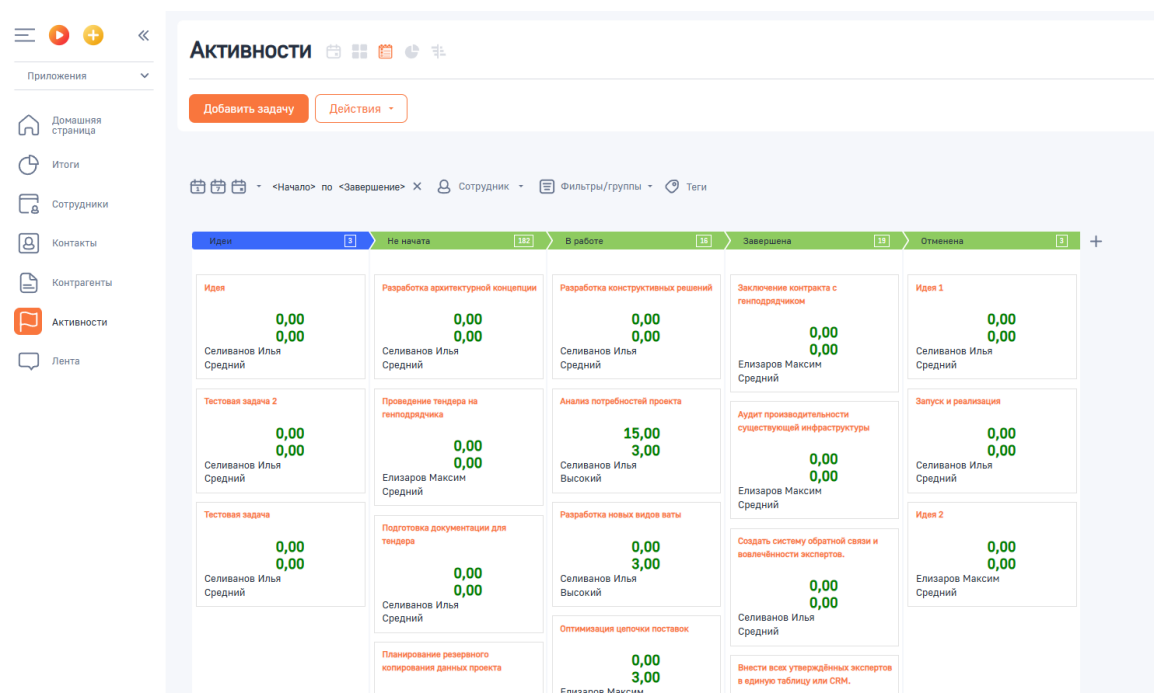 Приложения
Домашняя
страница
Итоги
Сотрудники
Контакты
Контрагенты
Активности
Лента
Активности
Добавить задачу
Действия
<Начало> по <Завершение>
Сотрудник
Фильтры/группы
Теги
Идеи 3
Не начата 182
В работе 16
Завершена 19
Отменена 3
Идея
0,00
0,00
Селиванов Илья
Средний
Тестовая задача 2
0,00
0,00
Селиванов Илья
Средний
Тестовая задача
0,00
0,00
Селиванов Илья
Средний
Разработка архитектурной концепции
0,00
0,00
Селиванов Илья
Средний
Проведение тендера на
генподрядчика
0,00
0,00
Елизаров Максим
Средний
Подготовка документации для
тендера
0,00
0,00
Селиванов Илья
Средний
Планирование резервного
копирования данных проекта
Разработка конструктивных решений
0,00
0,00
Селиванов Илья
Средний
Анализ потребностей проекта
15,00
3,00
Селиванов Илья
Высокий
Разработка новых видов ваты
0,00
3,00
Селиванов Илья
Высокий
Оптимизация цепочки поставок
0,00
3,00
Елизаров Максим
Заключение контракта с
генподрядчиком
0,00
0,00
Елизаров Максим
Средний
Аудит производительности
существующей инфраструктуры
0,00
0,00
Елизаров Максим
Средний
Создать систему обратной связи и
вовлечённости экспертов.
0,00
0,00
Селиванов Илья
Средний
Внести всех утверждённых экспертов
в единую таблицу или CRM.
Идея 1
0,00
0,00
Селиванов Илья
Средний
Запуск и реализация
0,00
0,00
Селиванов Илья
Средний
Идея 2
0,00
0,00
Елизаров Максим
Средний